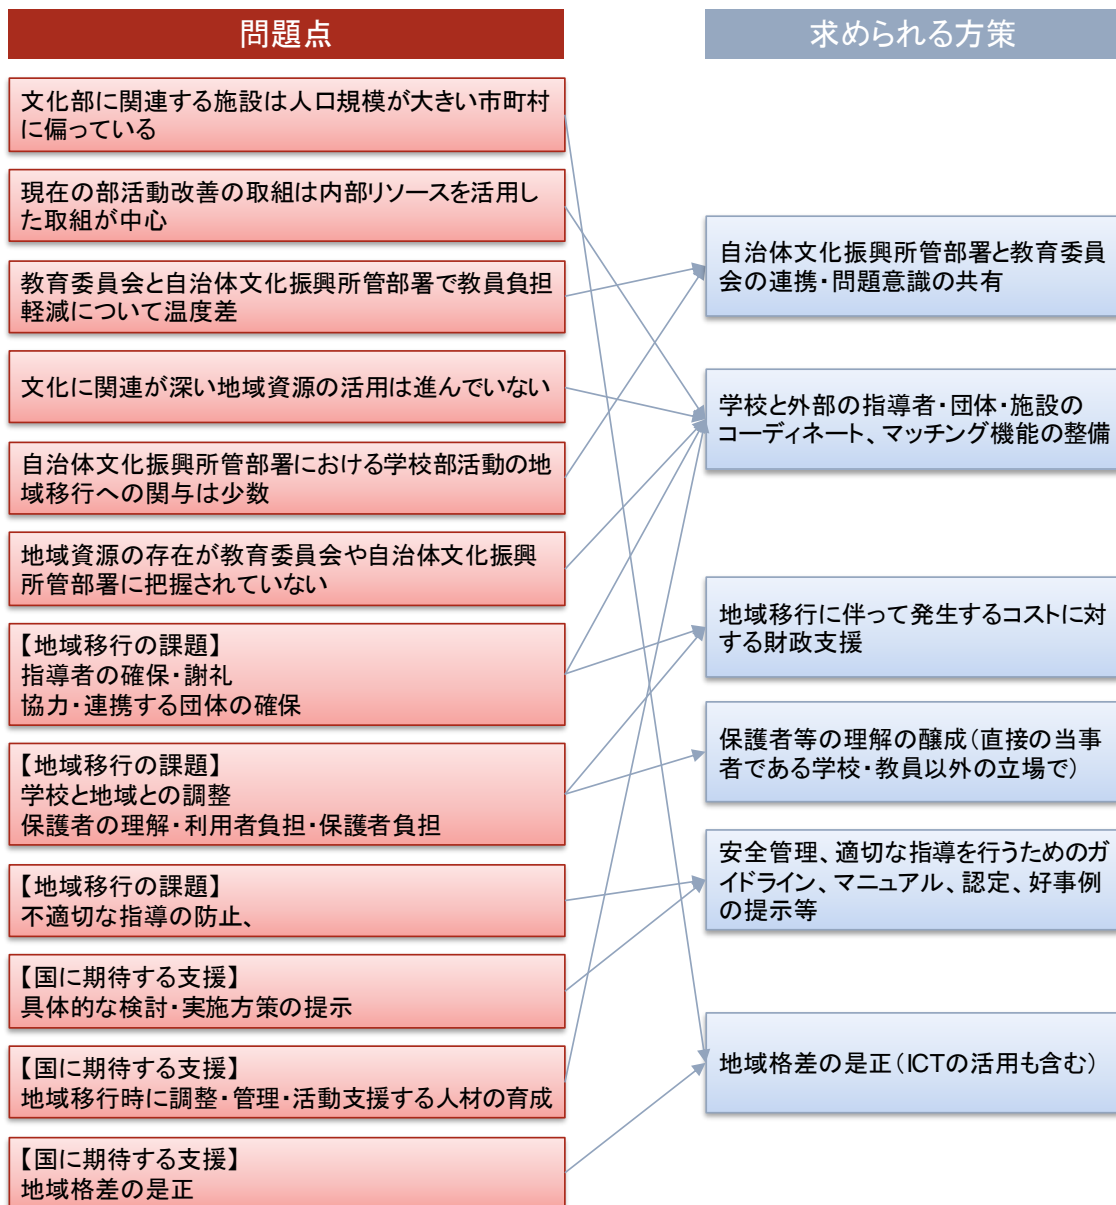 問題点
文化部に関連する施設は人口規模が大きい市町村
に偏っている
現在の部活動改善の取組は内部リソースを活用し
た取組が中心
教育委員会と自治体文化振興所管部署で教員負担
軽減について温度差
文化に関連が深い地域資源の活用は進んでいない
自治体文化振興所管部署における学校部活動の地
域移行への関与は少数
地域資源の存在が教育委員会や自治体文化振興
所管部署に把握されていない
【地域移行の課題】
指導者の確保・謝礼
協力・連携する団体の確保
【地域移行の課題】
学校と地域との調整
保護者の理解・利用者負担・保護者負担
【地域移行の課題】
不適切な指導の防止、
【国に期待する支援】
具体的な検討・実施方策の提示
【国に期待する支援】
地域移行時に調整・管理・活動支援する人材の育成
【国に期待する支援】
地域格差の是正
求められる方策
自治体文化振興所管部署と教育委員
会の連携・問題意識の共有
学校と外部の指導者・団体・施設の
コーディネート、マッチング機能の整備
地域移行に伴って発生するコストに対
する財政支援
保護者等の理解の醸成（直接の当事
者である学校・教員以外の立場で）
安全管理、適切な指導を行うためのガ
イドライン、マニュアル、認定、好事例
の提示等
地域格差の是正（ICTの活用も含む）